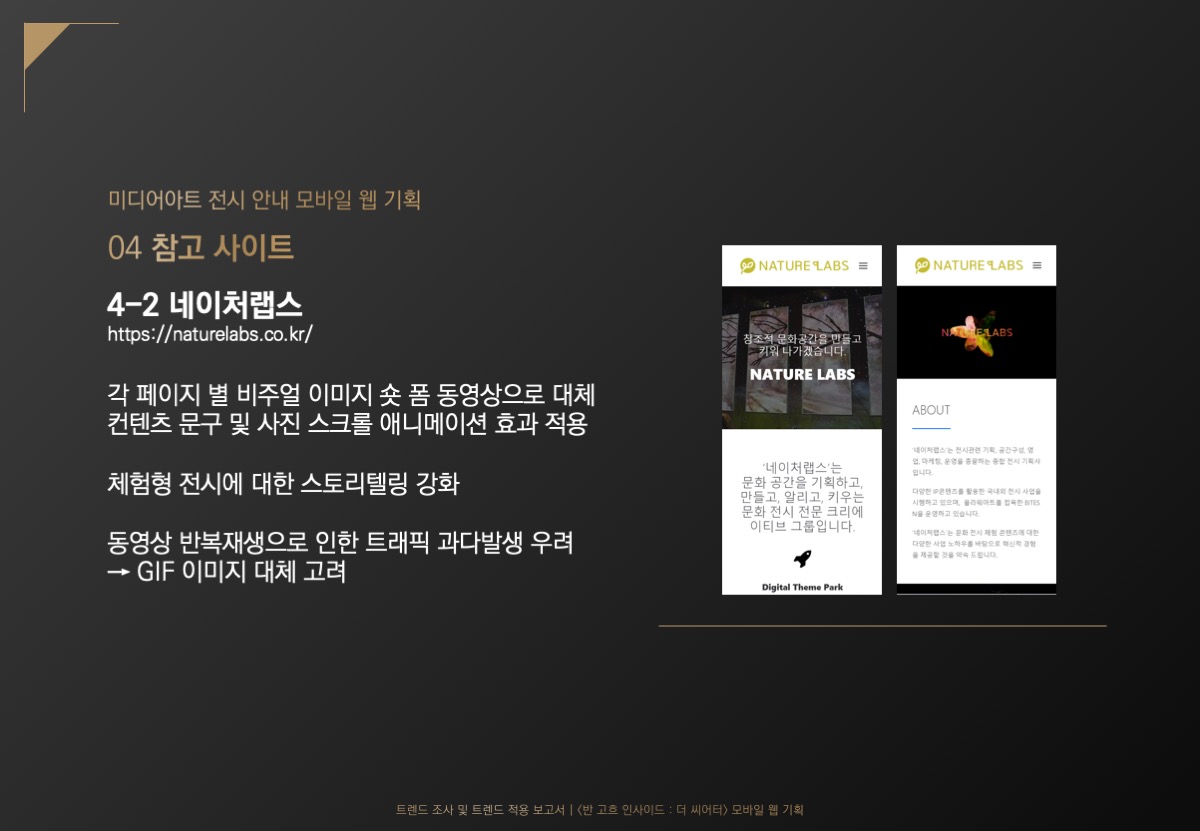 미디어아트 전시 안내 모바일 웹 기획
04 참고 사이트
4-2 네이처랩스
https://naturelabs.co.kr/
각 페이지 별 비주얼 이미지 숏 폼 동영상으로 대체
컨텐츠 문구 및 사진 스크롤 애니메이션 효과 적용
체험형 전시에 대한 스토리텔링 강화
동영상 반복재생으로 인한 트래픽 과다발생 우려
→ GIF 이미지 대체 고려
NATURE LABS
창조적 문화공간을 만들고
키워 나가겠습니다.
NATURE LABS
'네이처랩스'는
문화 공간을 기획하고,
만들고, 알리고, 키우는
문화 전시 전문 크리에
이티브 그룹입니다.
Digital Theme Park
NATURE LABS
NATURE LABS
ABOUT
'네이처랩스'는 전시관련 기획, 공간구성, 영
업, 마케팅, 운영을 총괄하는 종합 전시 기획사
입니다.
다양한 IP콘텐츠를 활용한 국내외 전시 사업을
시행하고 있으며, 플라워아트를 접목한 BITES
N을 운영하고 있습니다.
'네이처랩스'는 문화 전시 체험 콘텐츠에 대한
다양한 사업 노하우를 바탕으로 혁신적 경험
을 제공할 것을 약속 드립니다.
트렌드 조사 및 트렌드 적용 보고서 | <반 고흐 인사이드 : 더 씨어터> 모바일 웹 기획